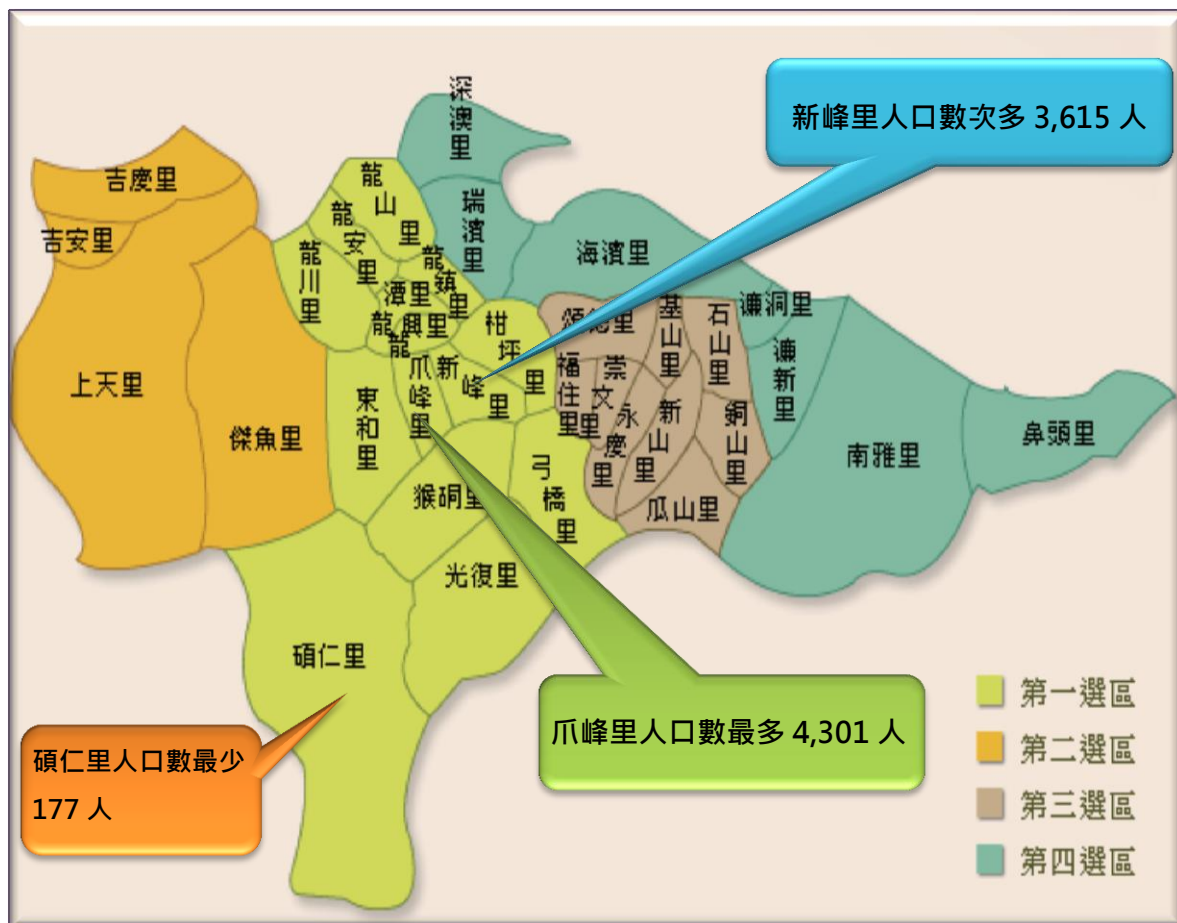 新峰里人口數次多 3,615 人
深澳里
吉慶里
龍山里
瑞濱里
吉安里
龍安里
海濱里
龍川里
龍鎮里
龍潭里
基山里
石山里
濂洞里
頌德里
龍興里
柑坪里
濂新里
上天里
爪峰里
新峰里
福住里
崇文里
東和里
永慶里
新山里
銅山里
傑魚里
鼻頭里
南雅里
弓橋里
猴硐里
瓜山里
光復里
碩仁里
第一選區
爪峰里人口數最多 4,301 人
第二選區
碩仁里人口數最少
177 人
第三選區
第四選區